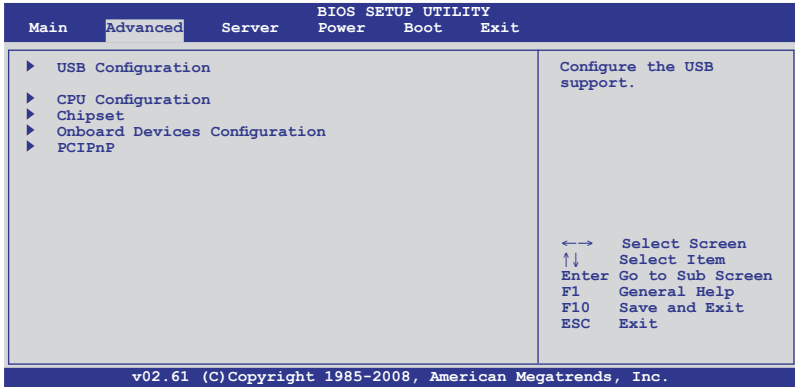 BIOS SETUP UTILITY
Main Advanced Server Power Boot Exit
USB Configuration
CPU Configuration
Chipset
Onboard Devices Configuration
PCIPnP
Configure the USB
support.
←→ Select Screen
↑↓ Select Item
Enter Go to Sub Screen
F1 General Help
F10 Save and Exit
ESC Exit
v02.61 (C)Copyright 1985-2008, American Megatrends, Inc.